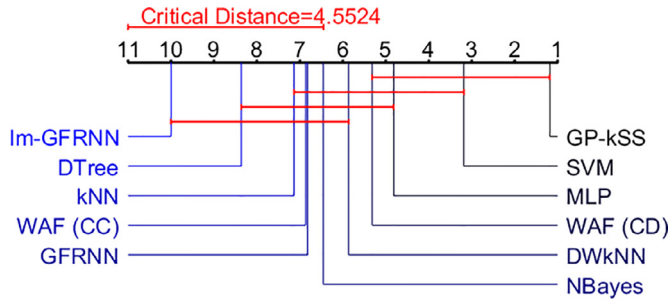 Critical Distance=4.5524
11 10 9 8 7 6 5 4 3 2 1
lm-GFRNN GP-kSS
DTree SVM
kNN MLP
WAF (CC) WAF (CD)
GFRNN DWkNN
NBayes